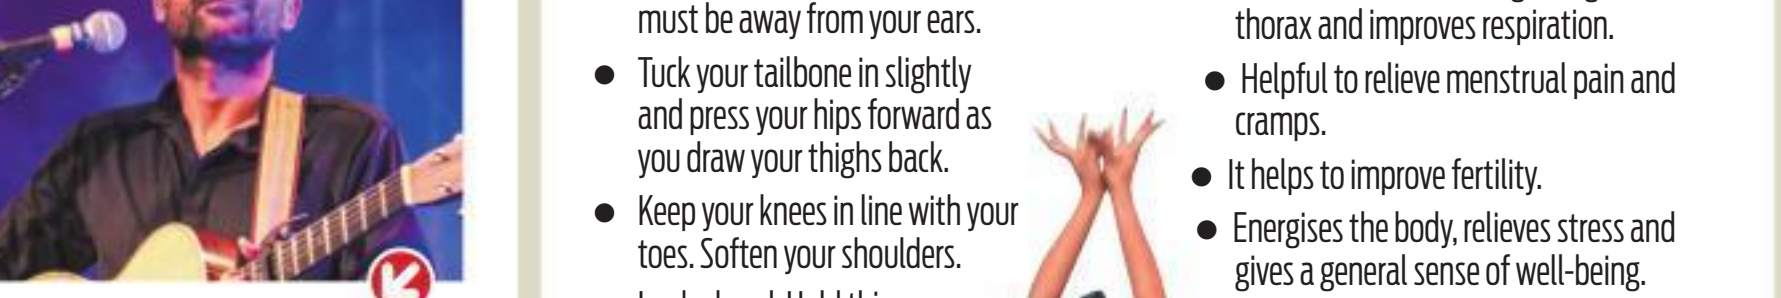 must be away from your ears.
● Tuck your tailbone in slightly
and press your hips forward as
you draw your thighs back.
● Keep your knees in line with your
toes. Soften your shoulders.
thorax and improves respiration.
● Helpful to relieve menstrual pain and
cramps.
● It helps to improve fertility.
● Energises the body, relieves stress and
gives a general sense of well-being.